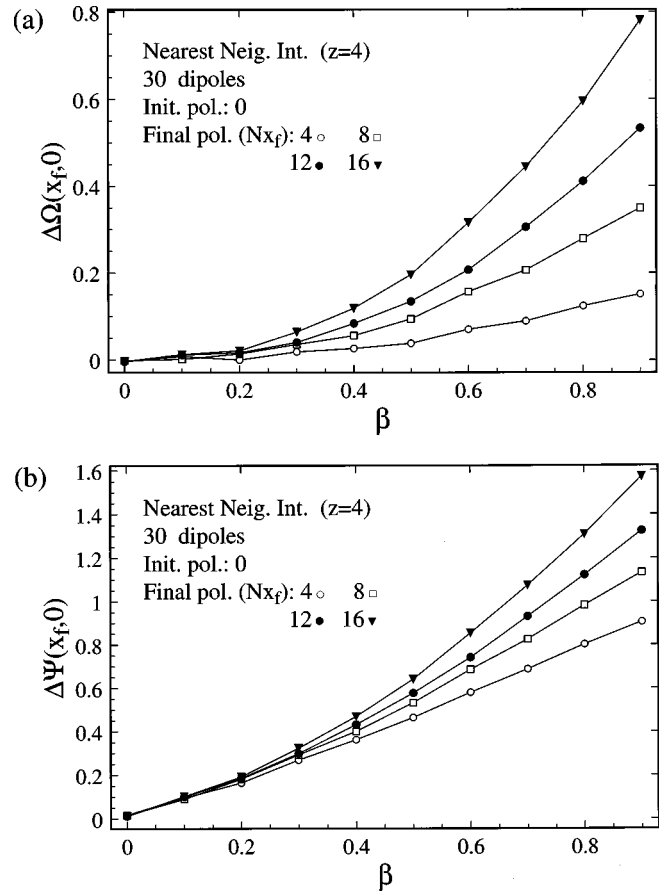 (a)
0.8
0.6
0.4
0.2
0
ΔΩ(x_f,0)
Nearest Neig. Int. (z=4)
30 dipoles
Init. pol.: 0
Final pol. (Nx_f): 4 ○ 8 □
12 ● 16 ▼
0 0.2 0.4 0.6 0.8
β
(b)
1.6
1.4
1.2
1
0.8
0.6
0.4
0.2
0
ΔΨ(x_f,0)
Nearest Neig. Int. (z=4)
30 dipoles
Init. pol.: 0
Final pol. (Nx_f): 4 ○ 8 □
12 ● 16 ▼
0 0.2 0.4 0.6 0.8
β